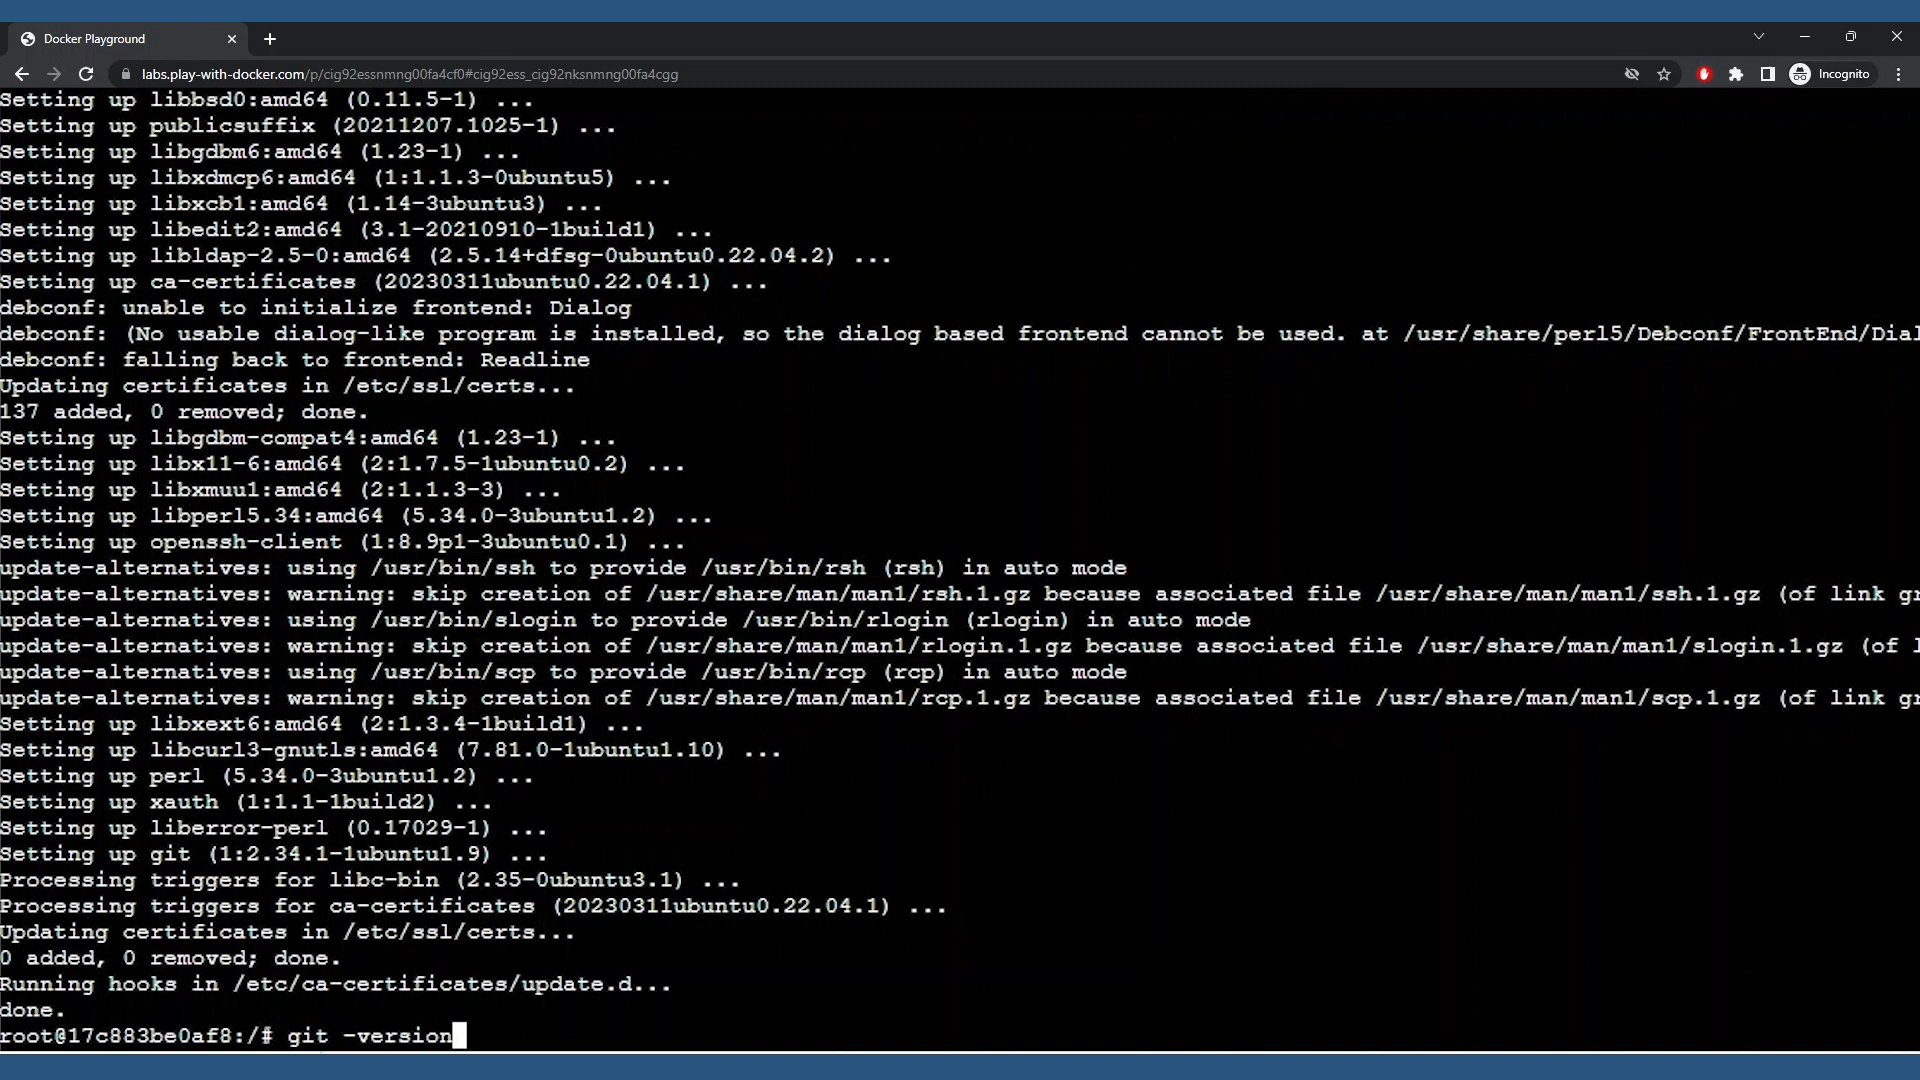 Docker Playground
labs.play-with-docker.com/p/cig92essnmng00fa4cf0#cig92ess_cig92nksnmng00fa4cgg
Incognito
Setting up libbsd0:amd64 (0.11.5-1) ...
Setting up publicsuffix (20211207.1025-1) ...
Setting up libgdbm6:amd64 (1.23-1) ...
Setting up libxdmcp6:amd64 (1:1.1.3-0ubuntu5) ...
Setting up libxcb1:amd64 (1.14-3ubuntu3) ...
Setting up libedit2:amd64 (3.1-20210910-1build1) ...
Setting up libldap-2.5-0:amd64 (2.5.14+dfsg-0ubuntu0.22.04.2) ...
Setting up ca-certificates (20230311ubuntu0.22.04.1) ...
debconf: unable to initialize frontend: Dialog
debconf: (No usable dialog-like program is installed, so the dialog based frontend cannot be used. at /usr/share/perl5/Debconf/FrontEnd/Dial
debconf: falling back to frontend: Readline
Updating certificates in /etc/ssl/certs...
137 added, 0 removed; done.
Setting up libgdbm-compat4:amd64 (1.23-1) ...
Setting up libx11-6:amd64 (2:1.7.5-1ubuntu0.2) ...
Setting up libxmuu1:amd64 (2:1.1.3-3) ...
Setting up libperl5.34:amd64 (5.34.0-3ubuntu1.2) ...
Setting up openssh-client (1:8.9p1-3ubuntu0.1) ...
update-alternatives: using /usr/bin/ssh to provide /usr/bin/rsh (rsh) in auto mode
update-alternatives: warning: skip creation of /usr/share/man/man1/rsh.1.gz because associated file /usr/share/man/man1/ssh.1.gz (of link gr
update-alternatives: using /usr/bin/slogin to provide /usr/bin/rlogin (rlogin) in auto mode
update-alternatives: warning: skip creation of /usr/share/man/man1/rlogin.1.gz because associated file /usr/share/man/man1/slogin.1.gz (of l
update-alternatives: using /usr/bin/scp to provide /usr/bin/rcp (rcp) in auto mode
update-alternatives: warning: skip creation of /usr/share/man/man1/rcp.1.gz because associated file /usr/share/man/man1/scp.1.gz (of link gr
Setting up libxext6:amd64 (2:1.3.4-1build1) ...
Setting up libcurl3-gnutls:amd64 (7.81.0-1ubuntu1.10) ...
Setting up perl (5.34.0-3ubuntu1.2) ...
Setting up xauth (1:1.1-1build2) ...
Setting up liberror-perl (0.17029-1) ...
Setting up git (1:2.34.1-1ubuntu1.9) ...
Processing triggers for libc-bin (2.35-0ubuntu3.1) ...
Processing triggers for ca-certificates (20230311ubuntu0.22.04.1) ...
Updating certificates in /etc/ssl/certs...
0 added, 0 removed; done.
Running hooks in /etc/ca-certificates/update.d...
done.
root@17c883be0af8:/# git -version